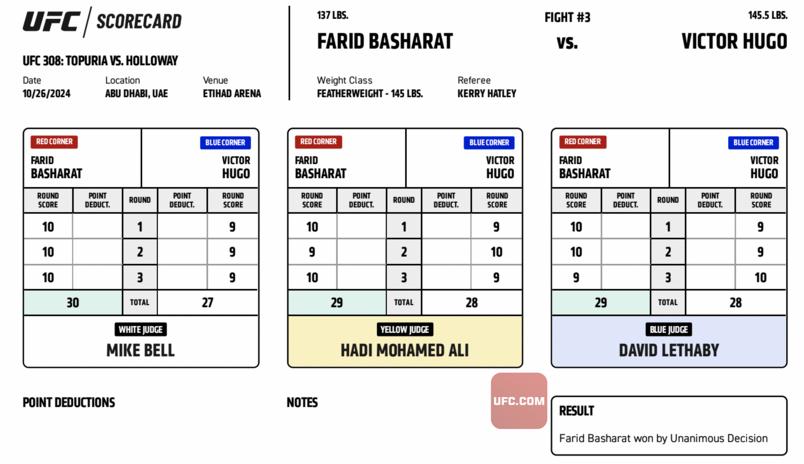 UFC / SCORECARD
UFC 308: TOPURIA VS. HOLLOWAY
Date Location Venue
10/26/2024 ABU DHABI, UAE ETIHAD ARENA
137 LBS. FIGHT #3 145.5 LBS.
FARID BASHARAT vs. VICTOR HUGO
Weight Class Referee
FEATHERWEIGHT - 145 LBS. KERRY HATLEY
RED CORNER BLUE CORNER
FARID VICTOR
BASHARAT HUGO
ROUND SCORE POINT DEDUCT. ROUND POINT DEDUCT. ROUND SCORE
10 1 9
10 2 9
10 3 9
30 TOTAL 27
WHITE JUDGE
MIKE BELL
RED CORNER BLUE CORNER
FARID VICTOR
BASHARAT HUGO
ROUND SCORE POINT DEDUCT. ROUND POINT DEDUCT. ROUND SCORE
10 1 9
9 2 10
10 3 9
29 TOTAL 28
YELLOW JUDGE
HADI MOHAMED ALI
RED CORNER BLUE CORNER
FARID VICTOR
BASHARAT HUGO
ROUND SCORE POINT DEDUCT. ROUND POINT DEDUCT. ROUND SCORE
10 1 9
10 2 9
9 3 10
29 TOTAL 28
BLUE JUDGE
DAVID LETHABY
POINT DEDUCTIONS
NOTES
UFC.COM
RESULT
Farid Basharat won by Unanimous Decision